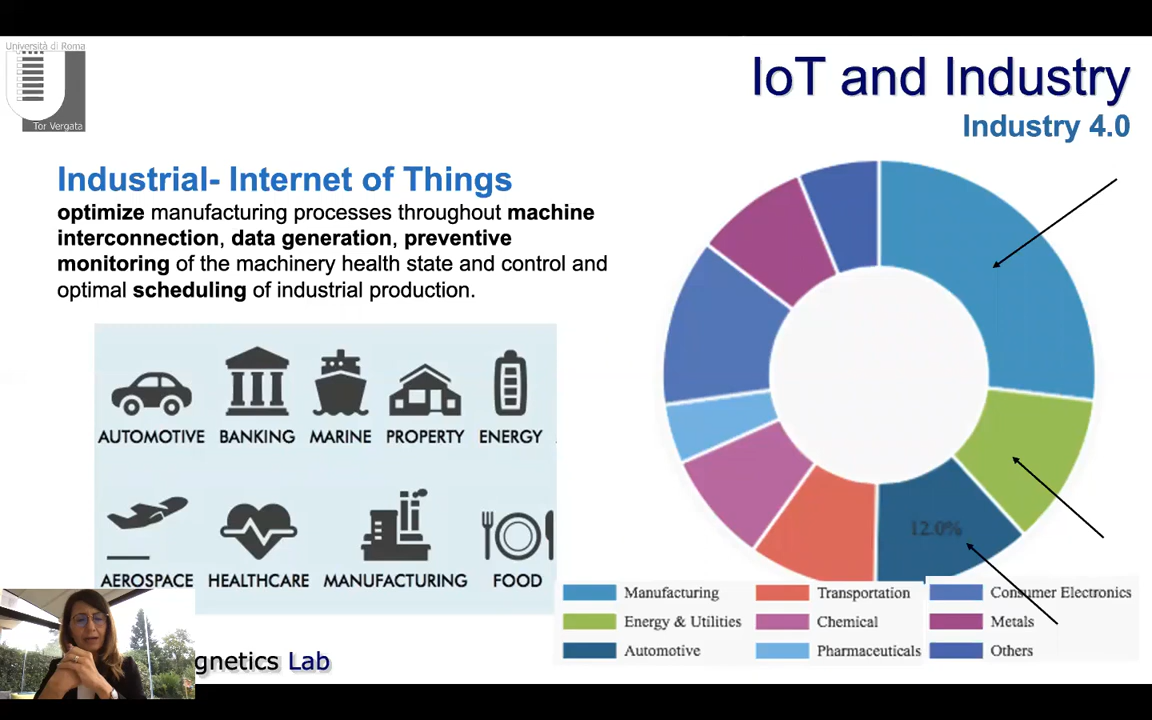 Università di Roma
Tor Vergata
IoT and Industry
Industry 4.0
Industrial- Internet of Things
optimize manufacturing processes throughout machine
interconnection, data generation, preventive
monitoring of the machinery health state and control and
optimal scheduling of industrial production.
AUTOMOTIVE BANKING MARINE PROPERTY ENERGY
AEROSPACE HEALTHCARE MANUFACTURING FOOD
12.0%
Manufacturing Transportation Consumer Electronics
Energy & Utilities Chemical Metals
Automotive Pharmaceuticals Others
gnetics Lab